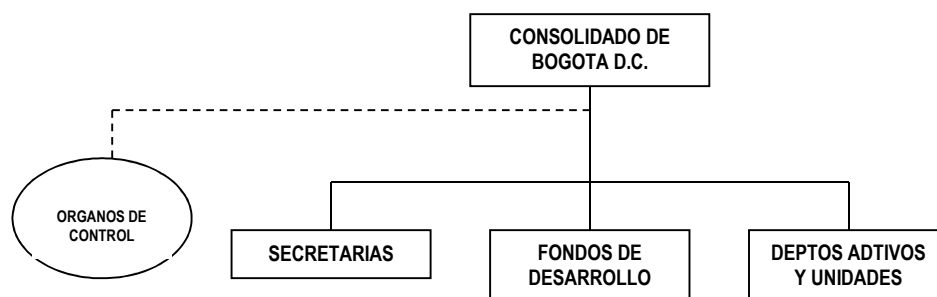 CONSOLIDADO DE
BOGOTA D.C.
ORGANOS DE
CONTROL
SECRETARIAS
FONDOS DE
DESARROLLO
DEPTOS ADTIVOS
Y UNIDADES